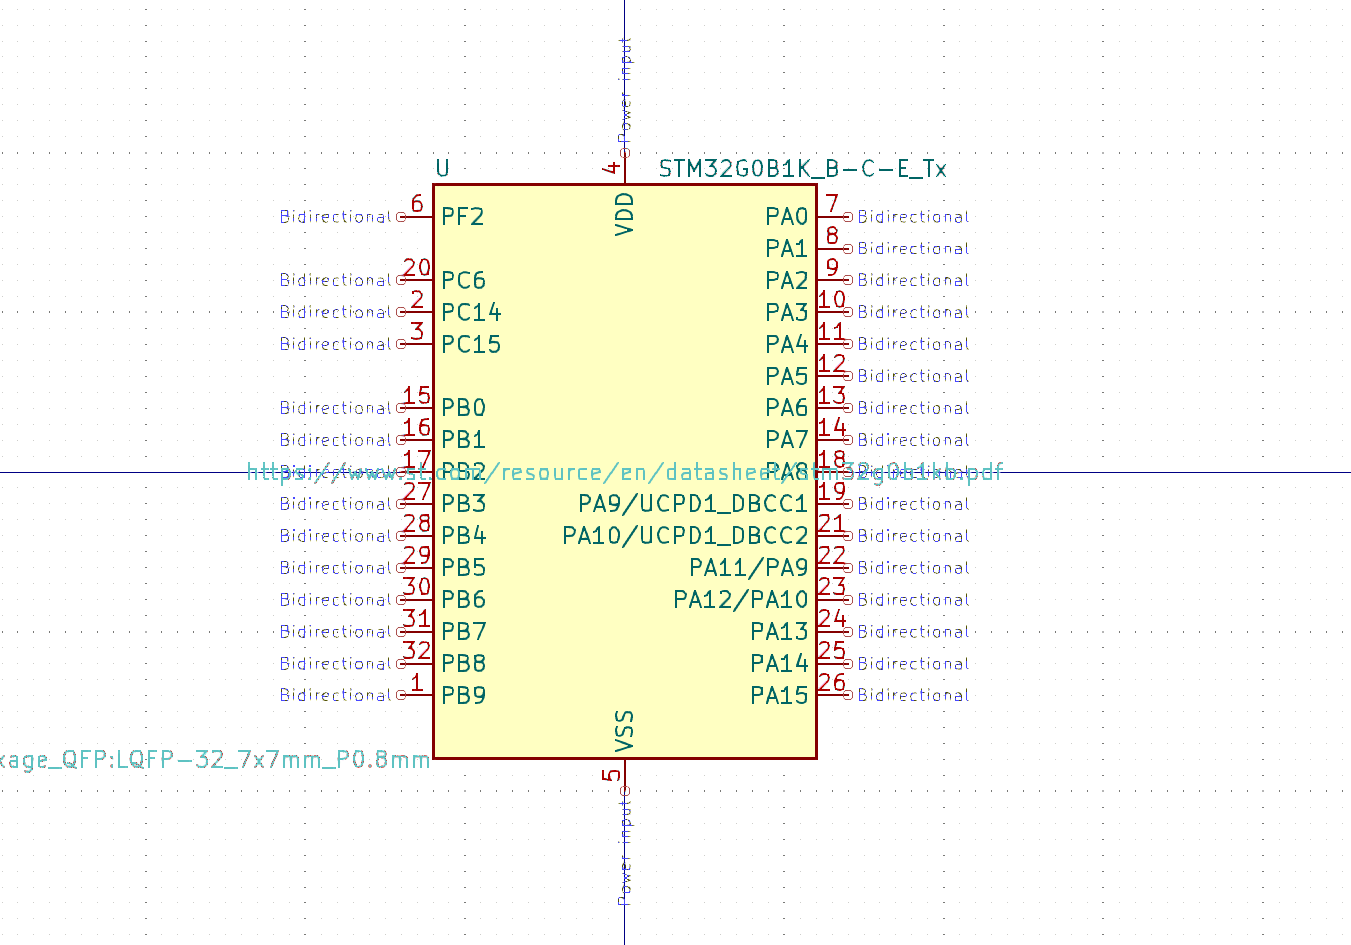 Power input
4
U STM32G0B1K_B-C-E_Tx
VDD
Bidirectional 6 PF2 PA0 7 Bidirectional
PA1 8 Bidirectional
Bidirectional 20 PC6 PA2 9 Bidirectional
Bidirectional 2 PC14 PA3 10 Bidirectional
Bidirectional 3 PC15 PA4 11 Bidirectional
PA5 12 Bidirectional
Bidirectional 15 PB0 PA6 13 Bidirectional
Bidirectional 16 PB1 PA7 14 Bidirectional
Bidirectional 17 PB2 PA8 18 Bidirectional
https://www.st.com/resource/en/datasheet/stm32g0b1kb.pdf
Bidirectional 27 PB3 PA9/UCPD1_DBCC1 19 Bidirectional
Bidirectional 28 PB4 PA10/UCPD1_DBCC2 21 Bidirectional
Bidirectional 29 PB5 PA11/PA9 22 Bidirectional
Bidirectional 30 PB6 PA12/PA10 23 Bidirectional
Bidirectional 31 PB7 PA13 24 Bidirectional
Bidirectional 32 PB8 PA14 25 Bidirectional
Bidirectional 1 PB9 PA15 26 Bidirectional
VSS
kage_QFP:LQFP-32_7x7mm_P0.8mm
5
Power input